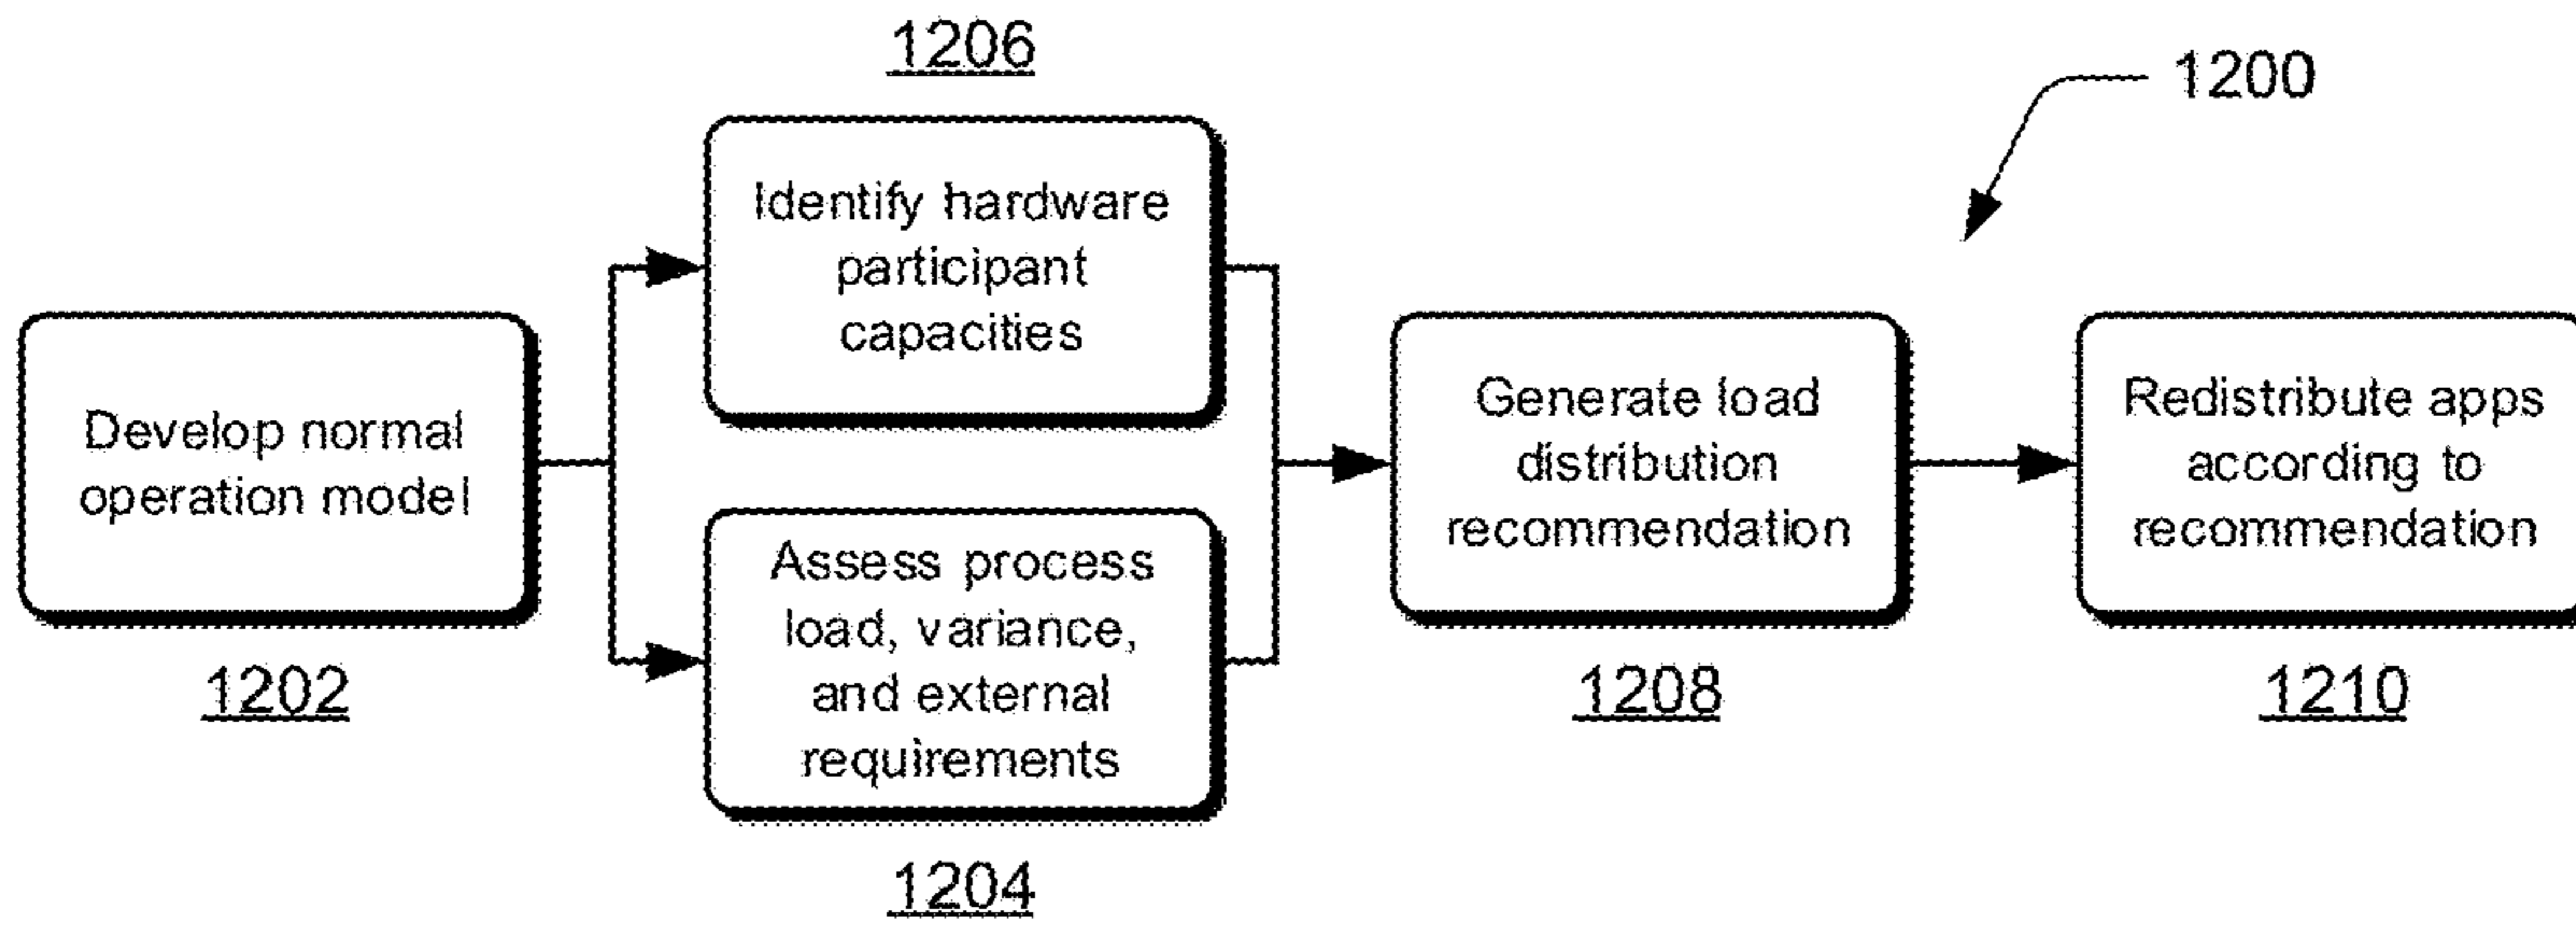 1206
1200
Identify hardware
participant
capacities
Develop normal
operation model
1202
Assess process
load, variance,
and external
requirements
1204
Generate load
distribution
recommendation
1208
Redistribute apps
according to
recommendation
1210